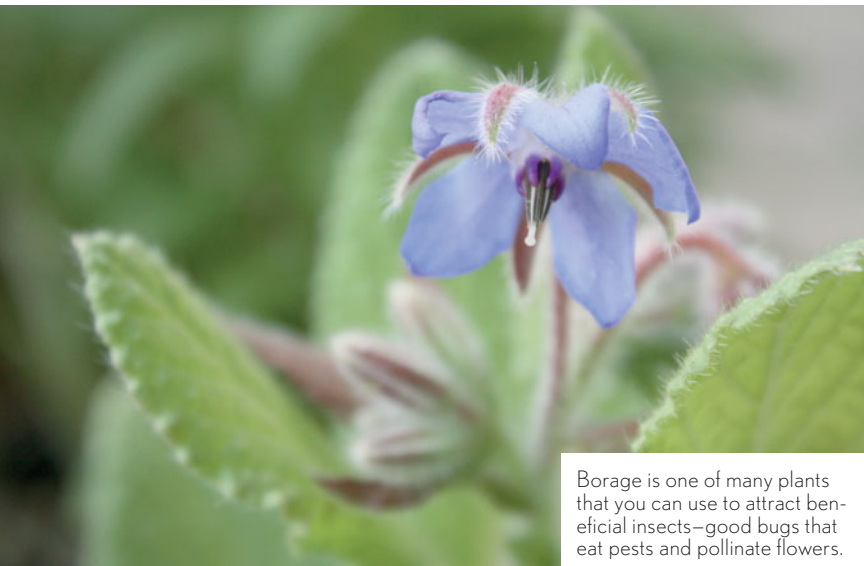 Borage is one of many plants
that you can use to attract ben-
eficial insects—good bugs that
eat pests and pollinate flowers.